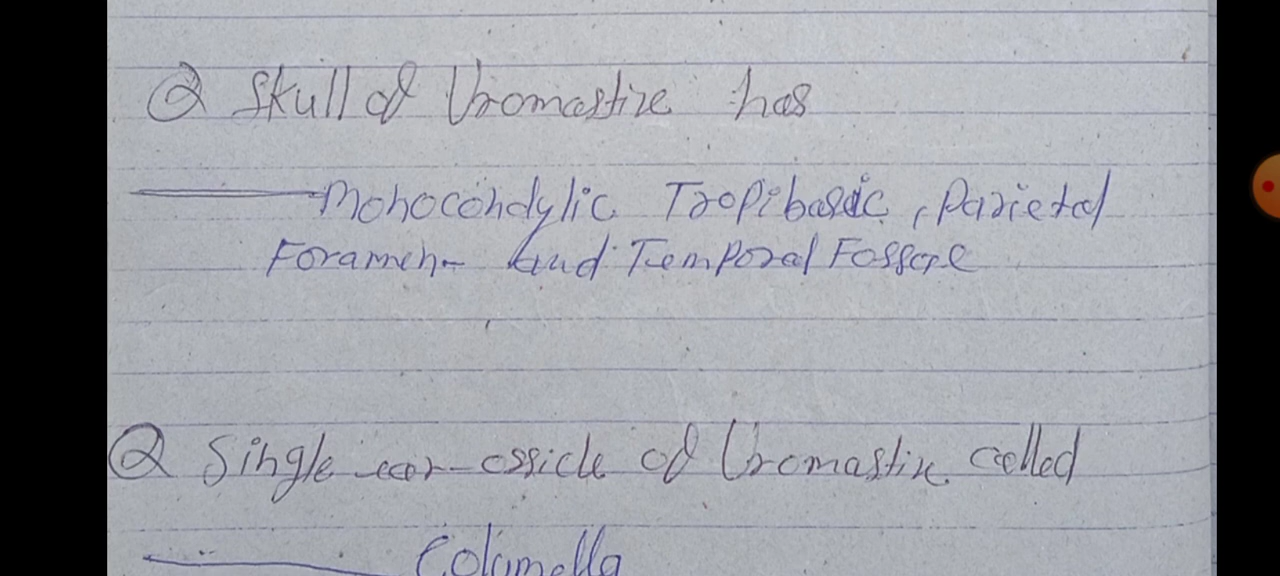 Q Skull of Uromastix has
Monocondylic Tropibasic, Parietal
Foramen and Temporal Fossae
Q Single ear ossicle of Uromastix called
Columella